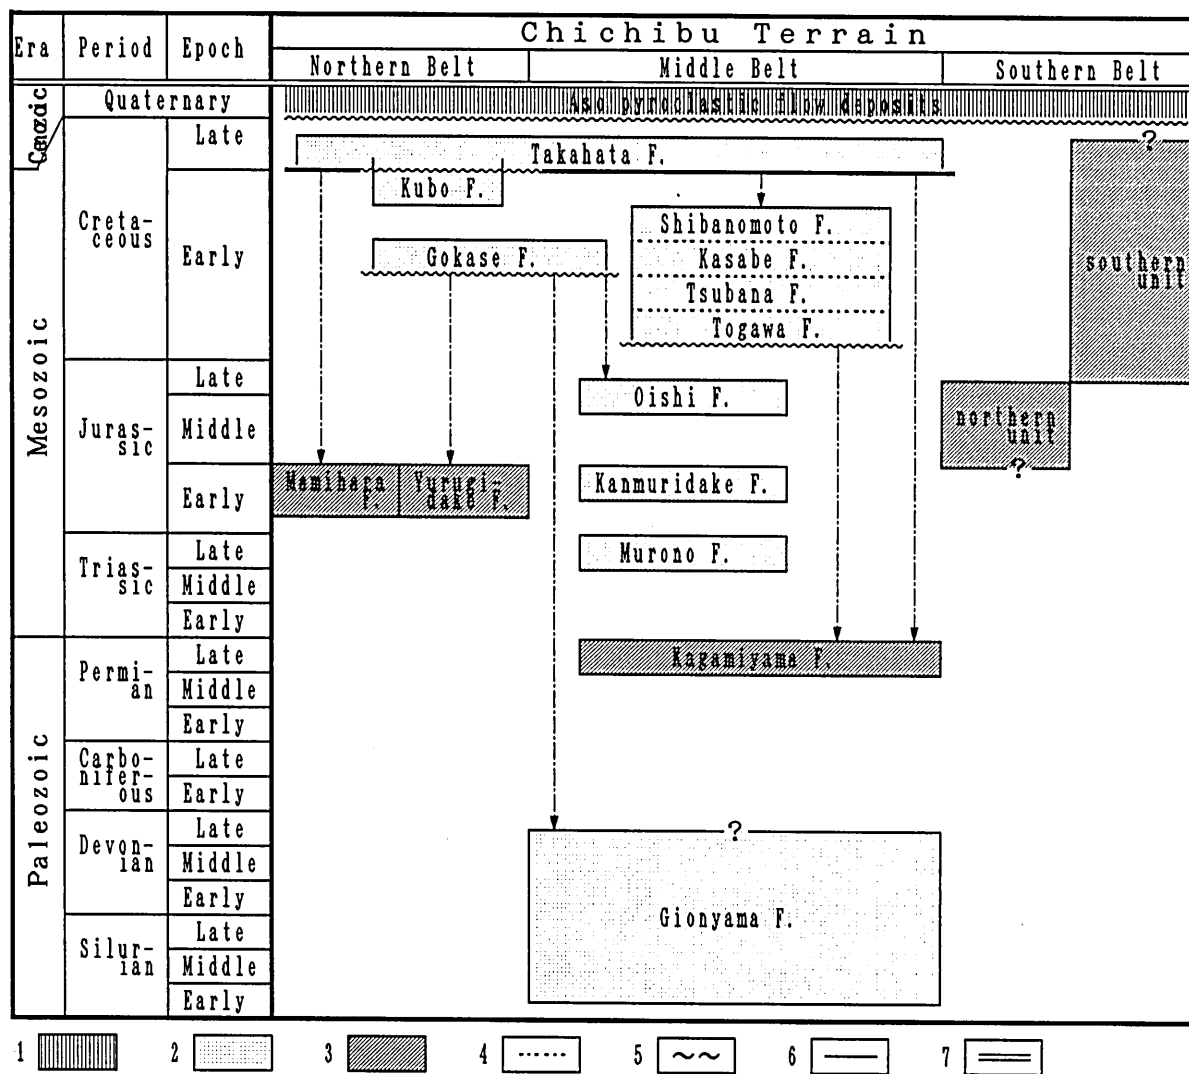 Chichibu Terrain
Era
Period
Epoch
Northern Belt
Middle Belt
Southern Belt
Cenozoic
Quaternary
Aso pyroclastic flow deposits
Mesozoic
Creta-
ceous
Late
Early
Takahata F.
Kubo F.
Gokase F.
Shibanomoto F.
Kasabe F.
Tsubana F.
Togawa F.
?
southern
unit
Juras-
sic
Late
Middle
Early
Oishi F.
northern
unit
?
Mamihara
F.
Yurugi-
dake F.
Kanmuridake F.
Trias-
sic
Late
Middle
Early
Murono F.
Paleozoic
Permi-
an
Late
Middle
Early
Kagamiyama F.
Carbo-
nifer-
ous
Late
Early
Devon-
ian
Late
Middle
Early
?
Gionyama F.
Silur-
ian
Late
Middle
Early
1
2
3
4
5
6
7